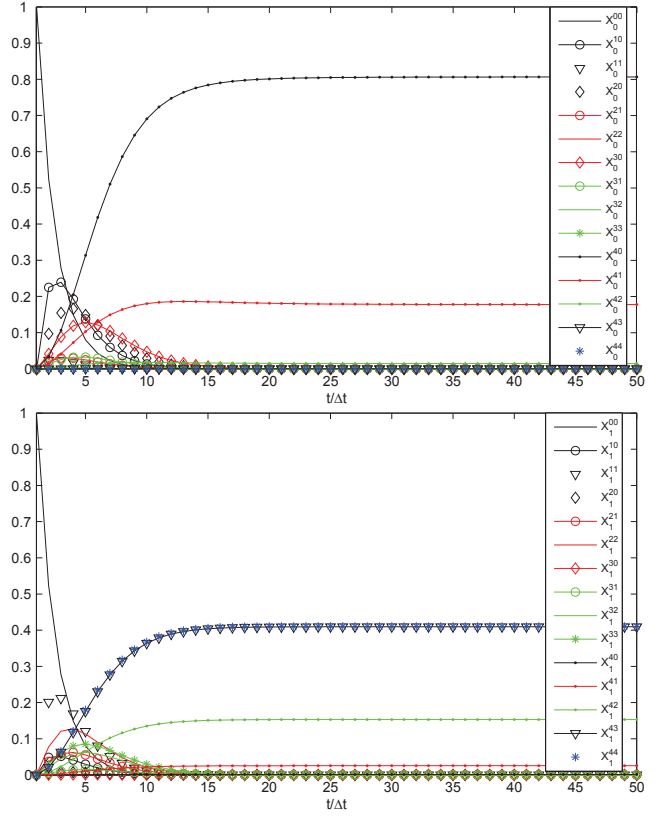 1
0.9
0.8
0.7
0.6
0.5
0.4
0.3
0.2
0.1
0
5 10 15 20 25 30 35 40 45 50
t/Δt
X₀⁰⁰
X₀¹⁰
X₀¹¹
X₀²⁰
X₀²¹
X₀²²
X₀³⁰
X₀³¹
X₀³²
X₀³³
X₀⁴⁰
X₀⁴¹
X₀⁴²
X₀⁴³
X₀⁴⁴
1
0.9
0.8
0.7
0.6
0.5
0.4
0.3
0.2
0.1
0
5 10 15 20 25 30 35 40 45 50
t/Δt
X₁⁰⁰
X₁¹⁰
X₁¹¹
X₁²⁰
X₁²¹
X₁²²
X₁³⁰
X₁³¹
X₁³²
X₁³³
X₁⁴⁰
X₁⁴¹
X₁⁴²
X₁⁴³
X₁⁴⁴